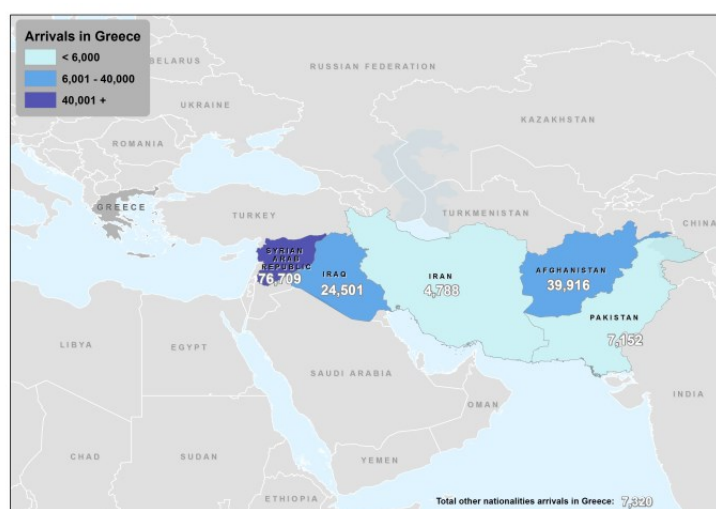 Arrivals in Greece
< 6,000
6,001 - 40,000
40,001 +
BELARUS
RUSSIAN FEDERATION
UKRAINE
KAZAKHSTAN
ROMANIA
GREECE
TURKEY
TURKMENISTAN
CHINA
SYRIAN
ARAB
REPUBLIC
76,709
IRAQ
24,501
IRAN
4,788
AFGHANISTAN
39,916
PAKISTAN
7,152
LIBYA
EGYPT
SAUDI ARABIA
INDIA
OMAN
CHAD
SUDAN
YEMEN
ETHIOPIA
Total other nationalities arrivals in Greece: 7,320